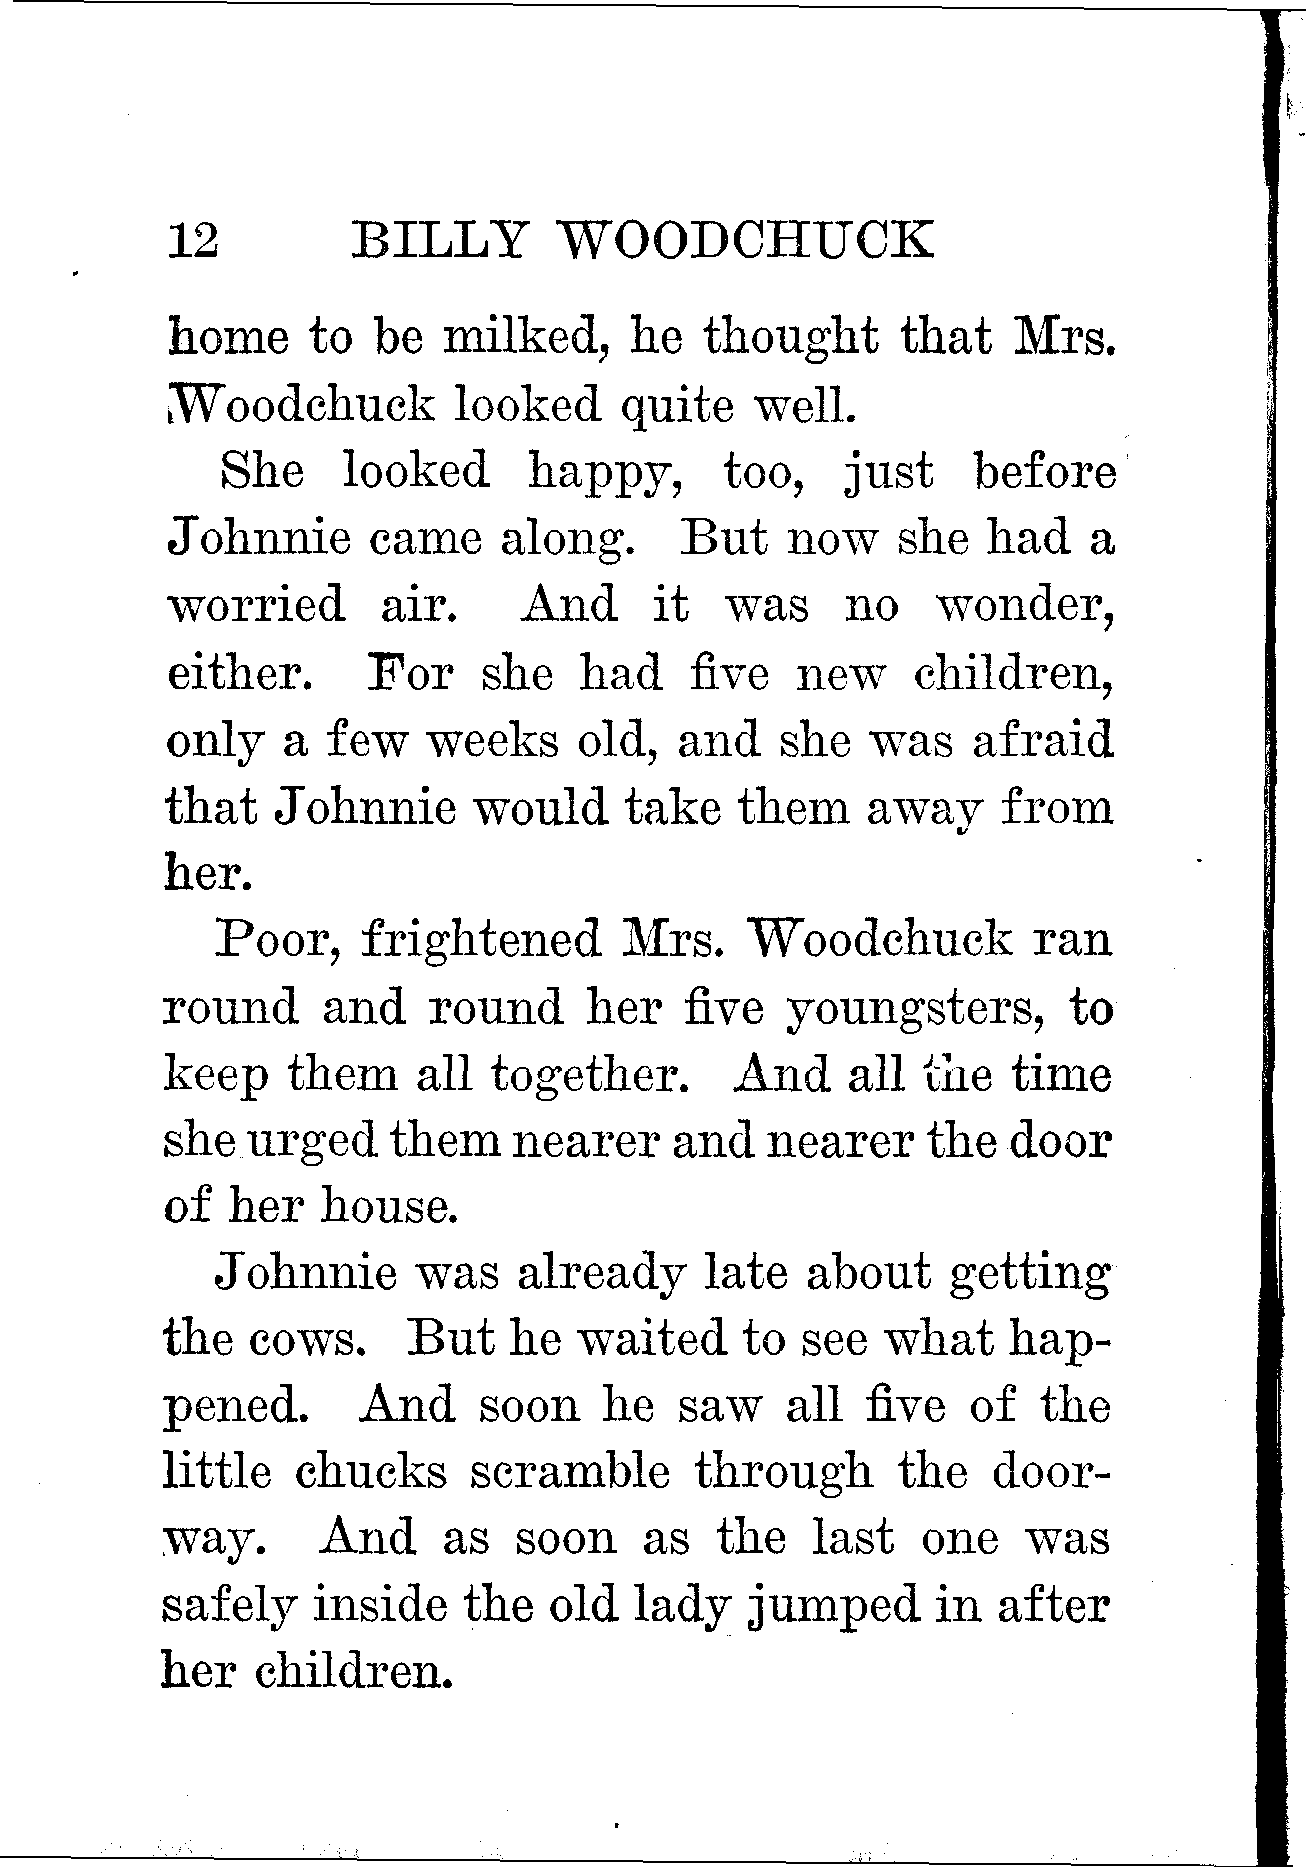 12 BILLY WOODCHUCK
home to be milked, he thought that Mrs.
Woodchuck looked quite well.
She looked happy, too, just before
Johnnie came along. But now she had a
worried air. And it was no wonder,
either. For she had five new children,
only a few weeks old, and she was afraid
that Johnnie would take them away from
her.
Poor, frightened Mrs. Woodchuck ran
round and round her five youngsters, to
keep them all together. And all the time
she urged them nearer and nearer the door
of her house.
Johnnie was already late about getting
the cows. But he waited to see what hap-
pened. And soon he saw all five of the
little chucks scramble through the door-
way. And as soon as the last one was
safely inside the old lady jumped in after
her children.